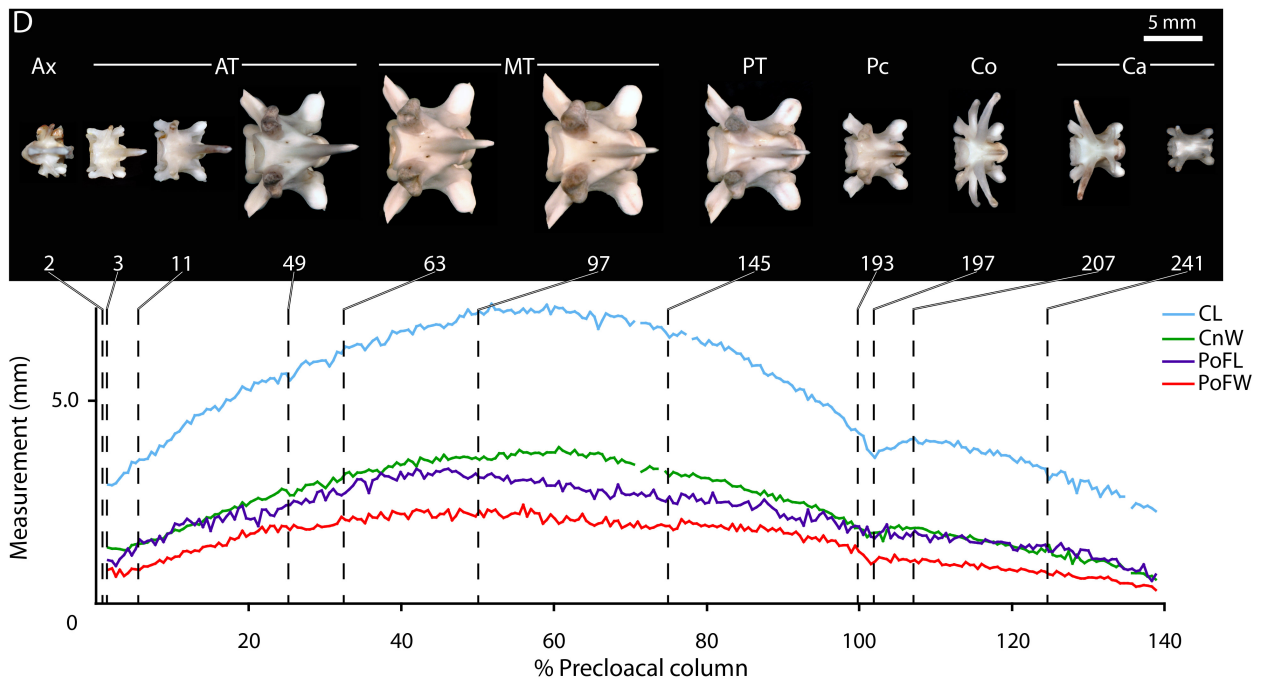 D
5 mm
Ax AT MT PT Pc Co Ca
2 3 11 49 63 97 145 193 197 207 241
CL
CnW
PoFL
PoFW
Measurement (mm)
5.0
0
20 40 60 80 100 120 140
% Precloacal column